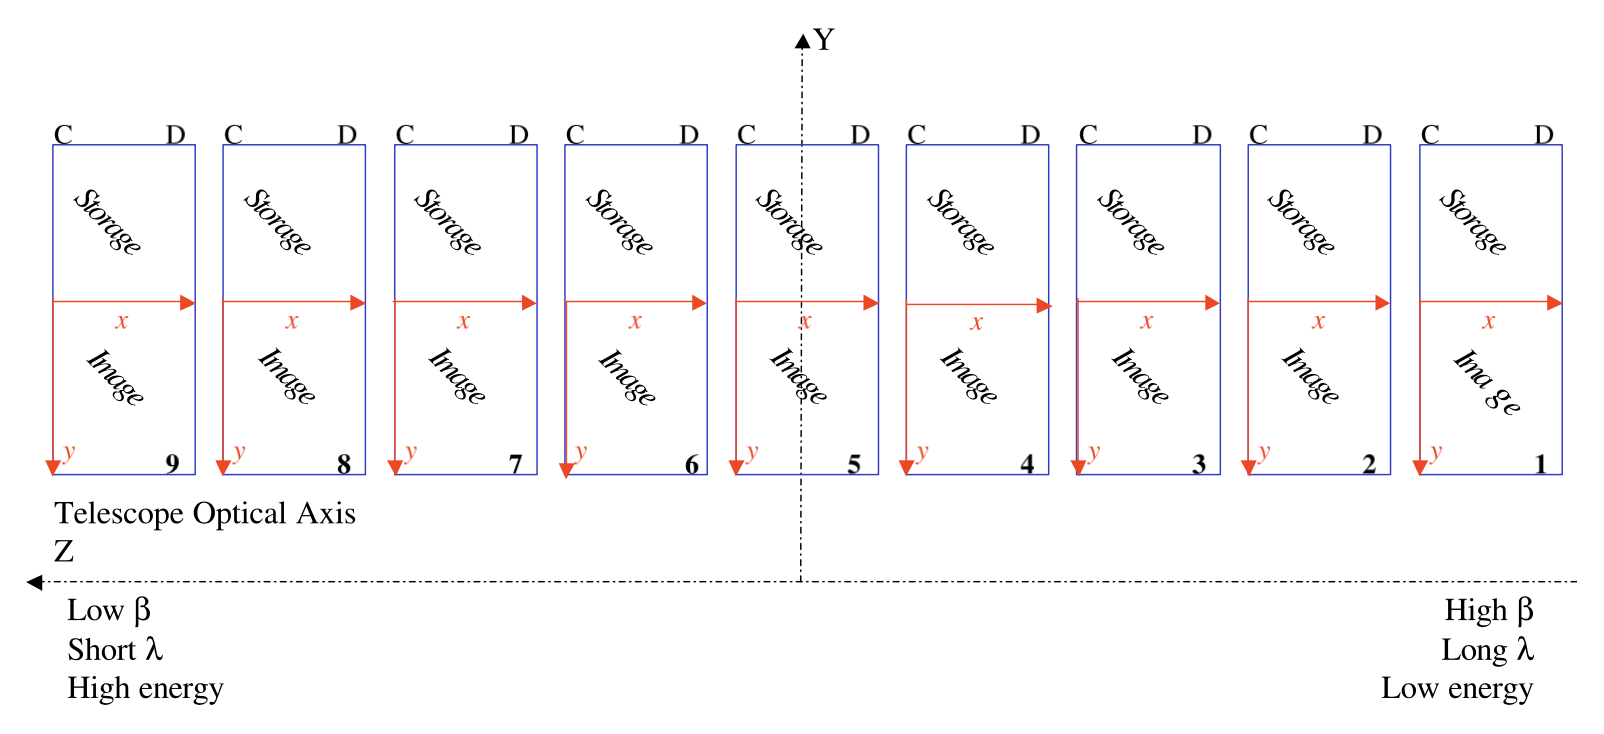 Y
C D C D C D C D C D C D C D C D C D
Storage Storage Storage Storage Storage Storage Storage Storage Storage
x x x x x x x x x
Image Image Image Image Image Image Image Image Ima ge
y 9 y 8 y 7 y 6 y 5 y 4 y 3 y 2 y 1
Telescope Optical Axis
Z
Low β High β
Short λ Long λ
High energy Low energy